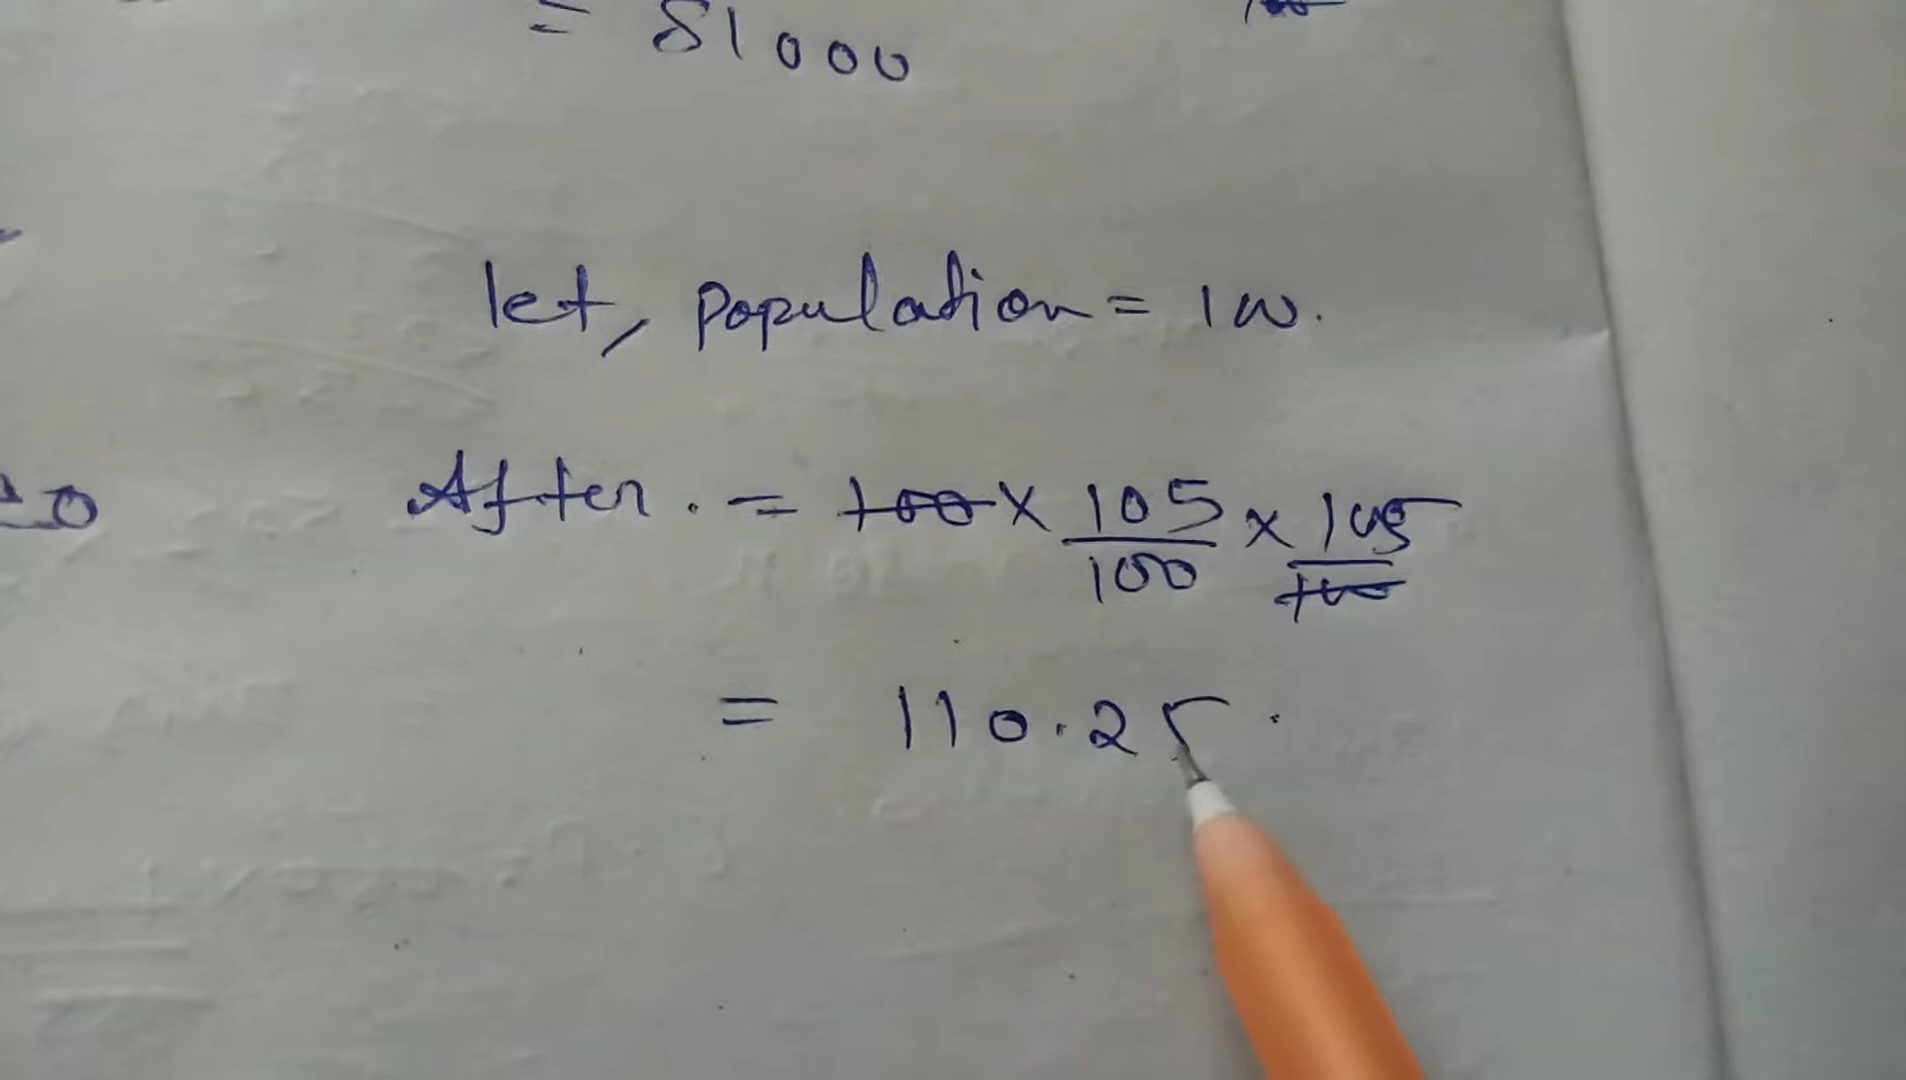 = 81000
let, population = 100.
After. = 100 × 105/100 × 105/100
= 110.25.